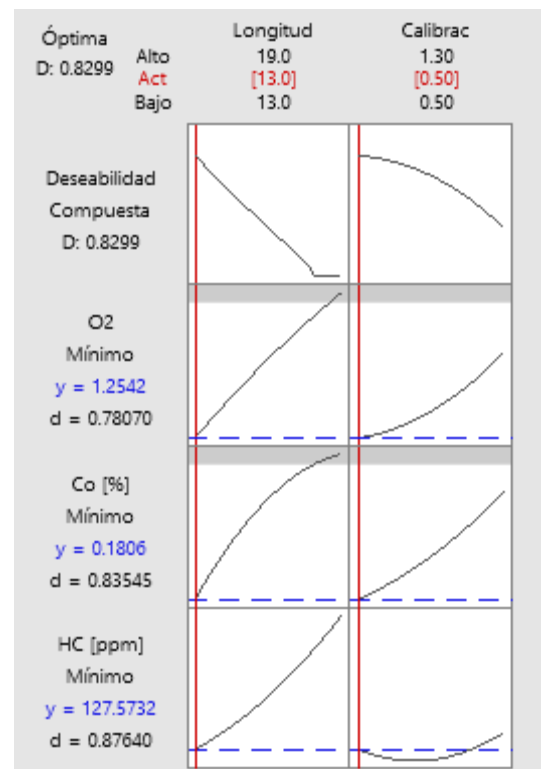 Óptima Longitud Calibrac
D: 0.8299 Alto 19.0 1.30
Act [13.0] [0.50]
Bajo 13.0 0.50
Deseabilidad
Compuesta
D: 0.8299
O2
Mínimo
y = 1.2542
d = 0.78070
Co [%]
Mínimo
y = 0.1806
d = 0.83545
HC [ppm]
Mínimo
y = 127.5732
d = 0.87640